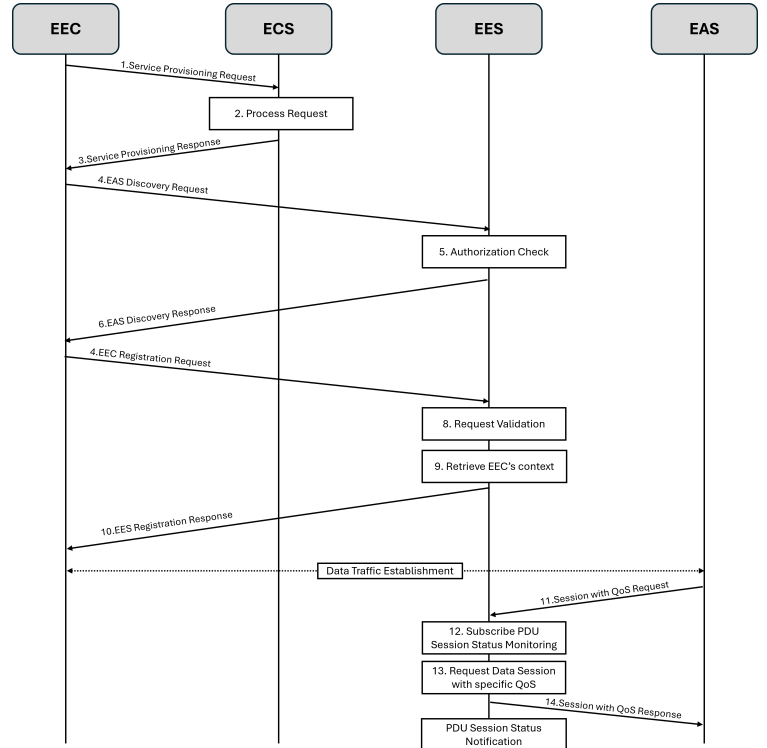 EEC
ECS
EES
EAS
1.Service Provisioning Request
2. Process Request
3.Service Provisioning Response
4.EAS Discovery Request
5. Authorization Check
6.EAS Discovery Response
4.EEC Registration Request
8. Request Validation
9. Retrieve EEC's context
10.EES Registration Response
Data Traffic Establishment
11.Session with QoS Request
12. Subscribe PDU
Session Status Monitoring
13. Request Data Session
with specific QoS
14.Session with QoS Response
PDU Session Status
Notification